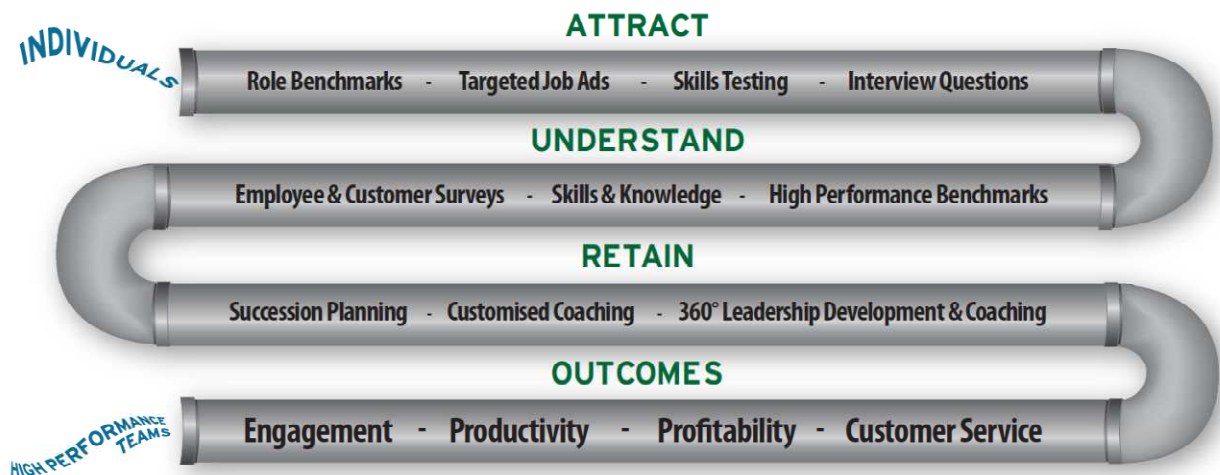 ATTRACT
INDIVIDUALS
Role Benchmarks - Targeted Job Ads - Skills Testing - Interview Questions
UNDERSTAND
Employee & Customer Surveys - Skills & Knowledge - High Performance Benchmarks
RETAIN
Succession Planning - Customised Coaching - 360° Leadership Development & Coaching
OUTCOMES
Engagement - Productivity - Profitability - Customer Service
HIGH PERFORMANCE
TEAMS